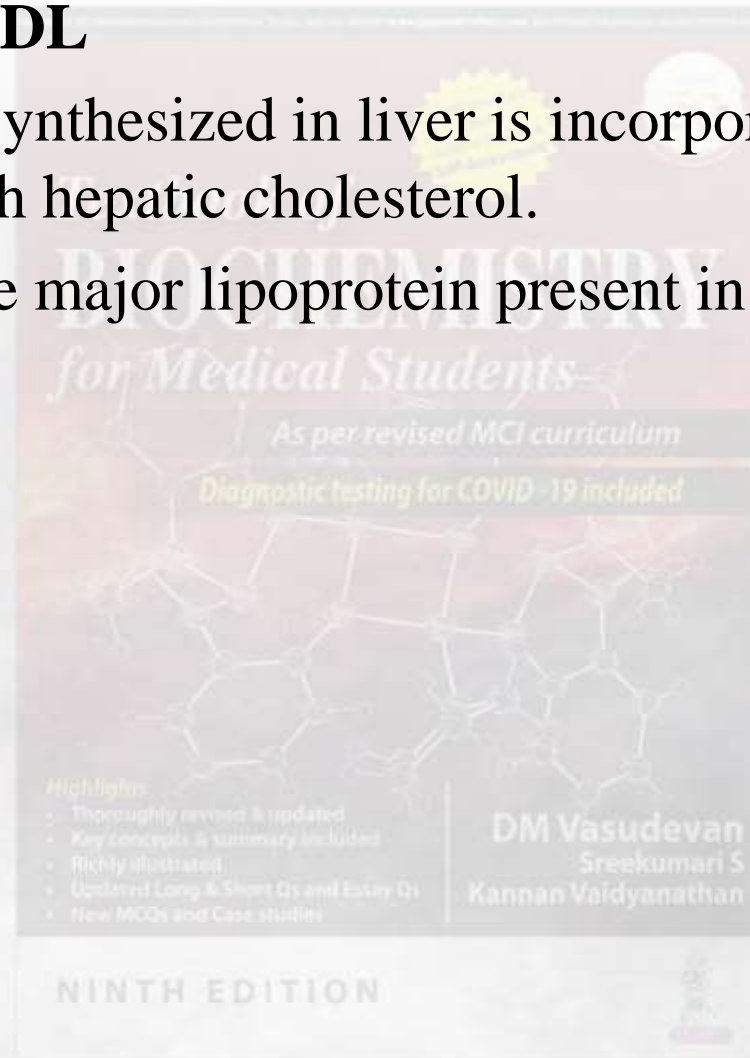 DL
ynthesized in liver is incorpor
h hepatic cholesterol.
e major lipoprotein present in
BIOCHEMISTRY
for Medical Students
As per revised MCI curriculum
Diagnostic testing for COVID -19 included
Highlights
• Thoroughly revised & updated
• Key concepts & summary included
• Richly illustrated
• Updated Long & Short Qs and Essay Qs
• New MCQs and Case studies
DM Vasudevan
Sreekumari S
Kannan Vaidyanathan
NINTH EDITION